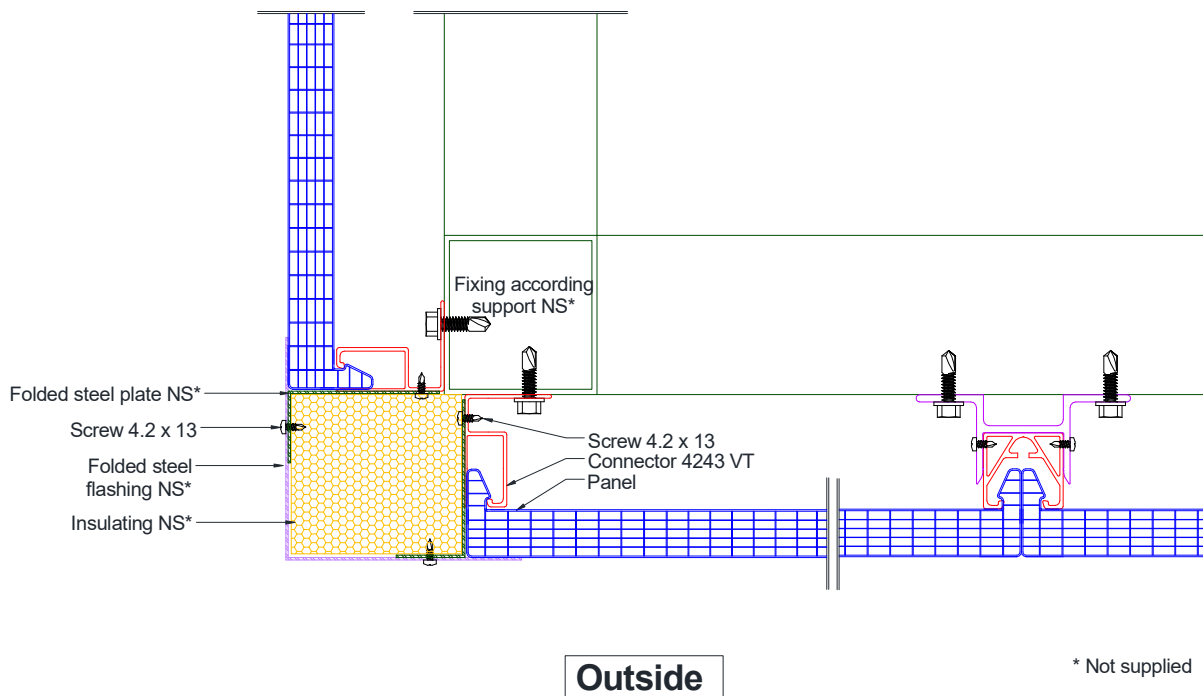 Fixing according
support NS*
Folded steel plate NS*
Screw 4.2 x 13
Folded steel
flashing NS*
Insulating NS*
Screw 4.2 x 13
Connector 4243 VT
Panel
Outside
* Not supplied